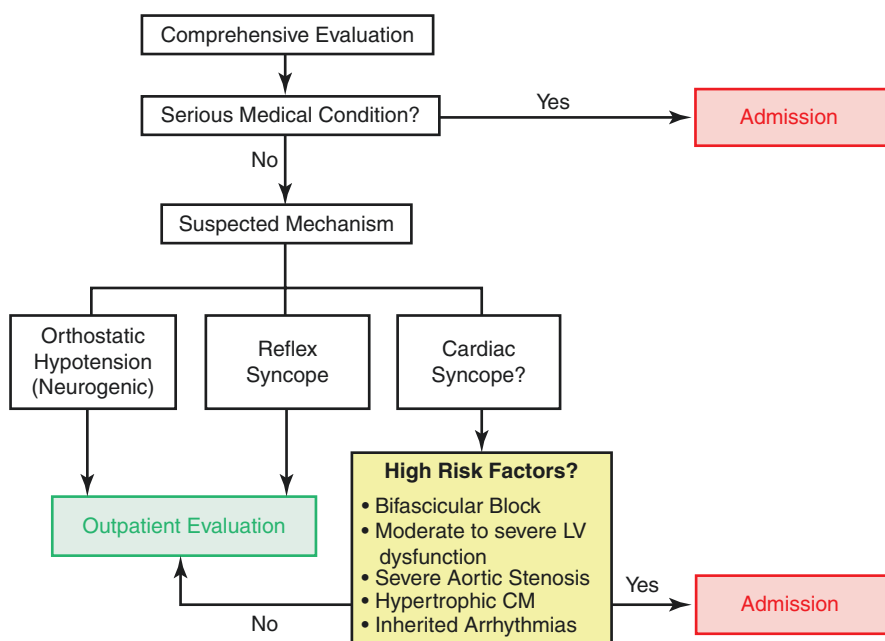 Comprehensive Evaluation
Serious Medical Condition?
Yes
Admission
No
Suspected Mechanism
Orthostatic
Hypotension
(Neurogenic)
Reflex
Syncope
Cardiac
Syncope?
High Risk Factors?
• Bifascicular Block
• Moderate to severe LV
dysfunction
• Severe Aortic Stenosis
• Hypertrophic CM
• Inherited Arrhythmias
Outpatient Evaluation
No
Yes
Admission